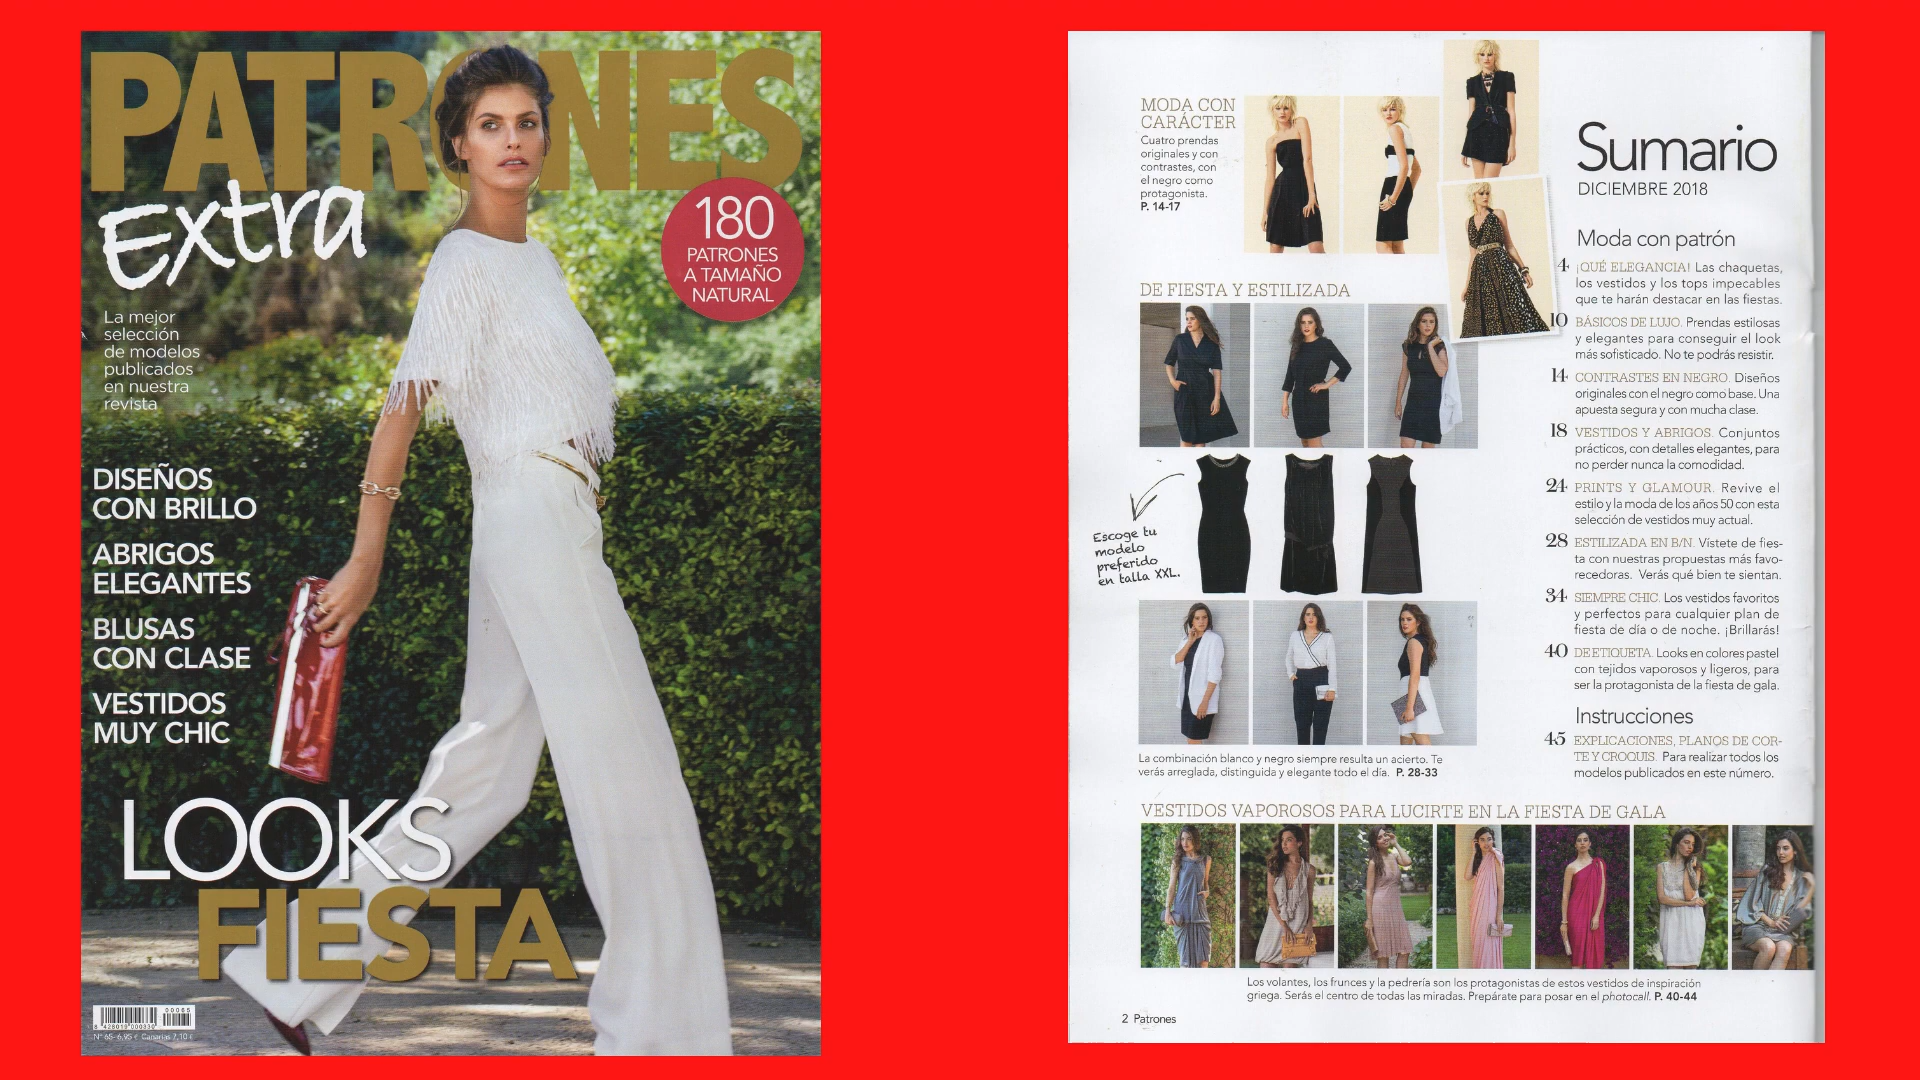 PATRONES
Extra
180
PATRONES
A TAMAÑO
NATURAL
La mejor
selección
de modelos
publicados
en nuestra
revista
DISEÑOS
CON BRILLO
ABRIGOS
ELEGANTES
BLUSAS
CON CLASE
VESTIDOS
MUY CHIC
LOOKS
FIESTA
00065
8 428019 000330
Nº 65- 6,95 € Canarias 7,10 €
MODA CON
CARÁCTER
Cuatro prendas
originales y con
contrastes, con
el negro como
protagonista.
P. 14-17
DE FIESTA Y ESTILIZADA
Escoge tu
modelo
preferido
en talla XXL.
La combinación blanco y negro siempre resulta un acierto. Te
verás arreglada, distinguida y elegante todo el día. P. 28-33
Sumario
DICIEMBRE 2018
Moda con patrón
4 ¡QUÉ ELEGANCIA! Las chaquetas,
los vestidos y los tops impecables
que te harán destacar en las fiestas.
10 BÁSICOS DE LUJO. Prendas estilosas
y elegantes para conseguir el look
más sofisticado. No te podrás resistir.
14 CONTRASTES EN NEGRO. Diseños
originales con el negro como base. Una
apuesta segura y con mucha clase.
18 VESTIDOS Y ABRIGOS. Conjuntos
prácticos, con detalles elegantes, para
no perder nunca la comodidad.
24 PRINTS Y GLAMOUR. Revive el
estilo y la moda de los años 50 con esta
selección de vestidos muy actual.
28 ESTILIZADA EN B/N. Vístete de fies-
ta con nuestras propuestas más favo-
recedoras. Verás qué bien te sientan.
34 SIEMPRE CHIC. Los vestidos favoritos
y perfectos para cualquier plan de
fiesta de día o de noche. ¡Brillarás!
40 DE ETIQUETA. Looks en colores pastel
con tejidos vaporosos y ligeros, para
ser la protagonista de la fiesta de gala.
Instrucciones
45 EXPLICACIONES, PLANOS DE COR-
TE Y CROQUIS. Para realizar todos los
modelos publicados en este número.
VESTIDOS VAPOROSOS PARA LUCIRTE EN LA FIESTA DE GALA
Los volantes, los frunces y la pedrería son los protagonistas de estos vestidos de inspiración
griega. Serás el centro de todas las miradas. Prepárate para posar en el photocall. P. 40-44
2 Patrones